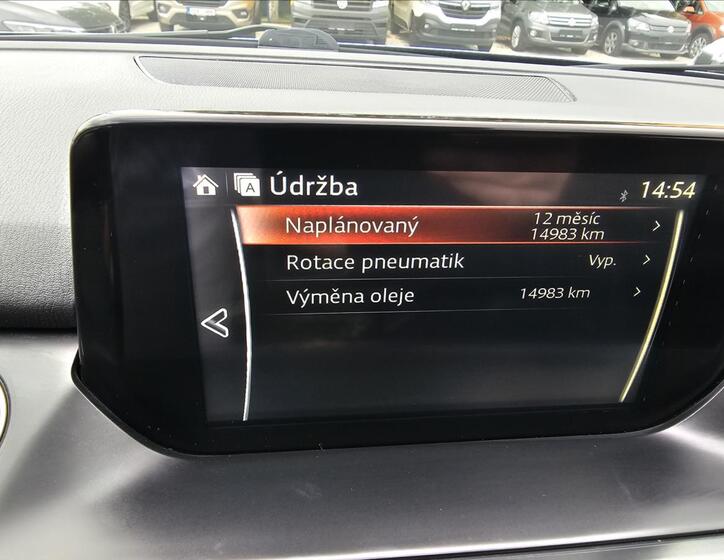 A Údržba 14:54
Naplánovaný 12 měsíc
14983 km
Rotace pneumatik Vyp.
Výměna oleje 14983 km